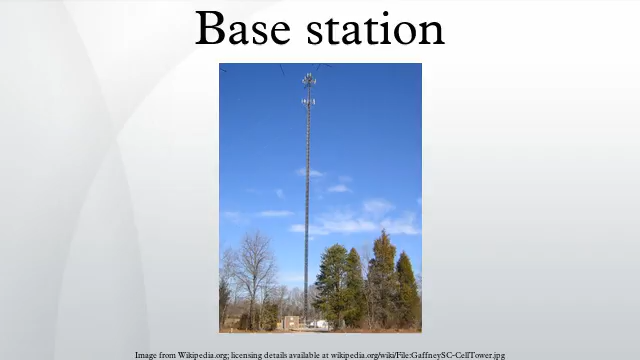 Base station
Image from Wikipedia.org; licensing details available at wikipedia.org/wiki/File:GaffneySC-CellTower.jpg